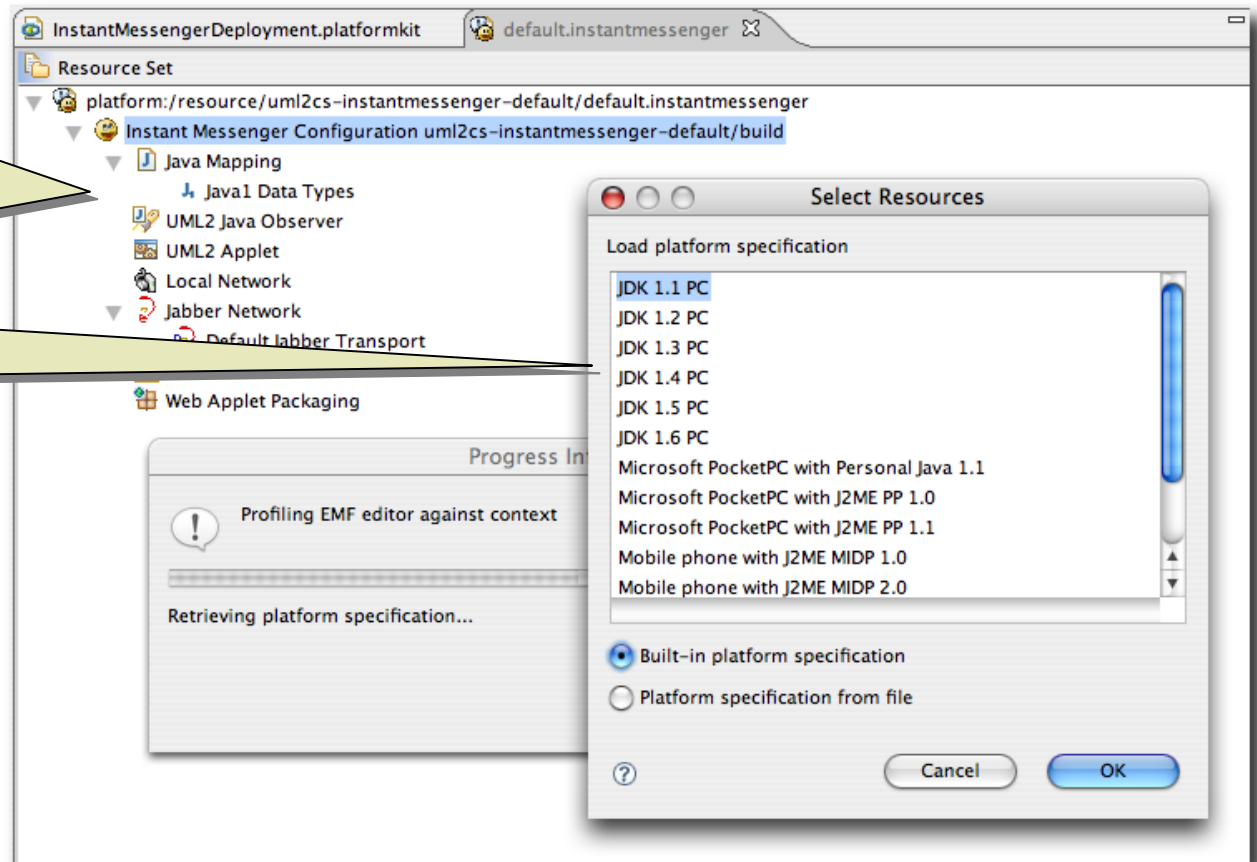 InstantMessengerDeployment.platformkit
default.instantmessenger
Resource Set
platform:/resource/uml2cs-instantmessenger-default/default.instantmessenger
Instant Messenger Configuration uml2cs-instantmessenger-default/build
Java Mapping
Java1 Data Types
UML2 Java Observer
UML2 Applet
Local Network
Jabber Network
Default Jabber Transport
Web Applet Packaging
Progress
Profiling EMF editor against context
Retrieving platform specification...
Select Resources
Load platform specification
JDK 1.1 PC
JDK 1.2 PC
JDK 1.3 PC
JDK 1.4 PC
JDK 1.5 PC
JDK 1.6 PC
Microsoft PocketPC with Personal Java 1.1
Microsoft PocketPC with J2ME PP 1.0
Microsoft PocketPC with J2ME PP 1.1
Mobile phone with J2ME MIDP 1.0
Mobile phone with J2ME MIDP 2.0
Built-in platform specification
Platform specification from file
?
Cancel
OK